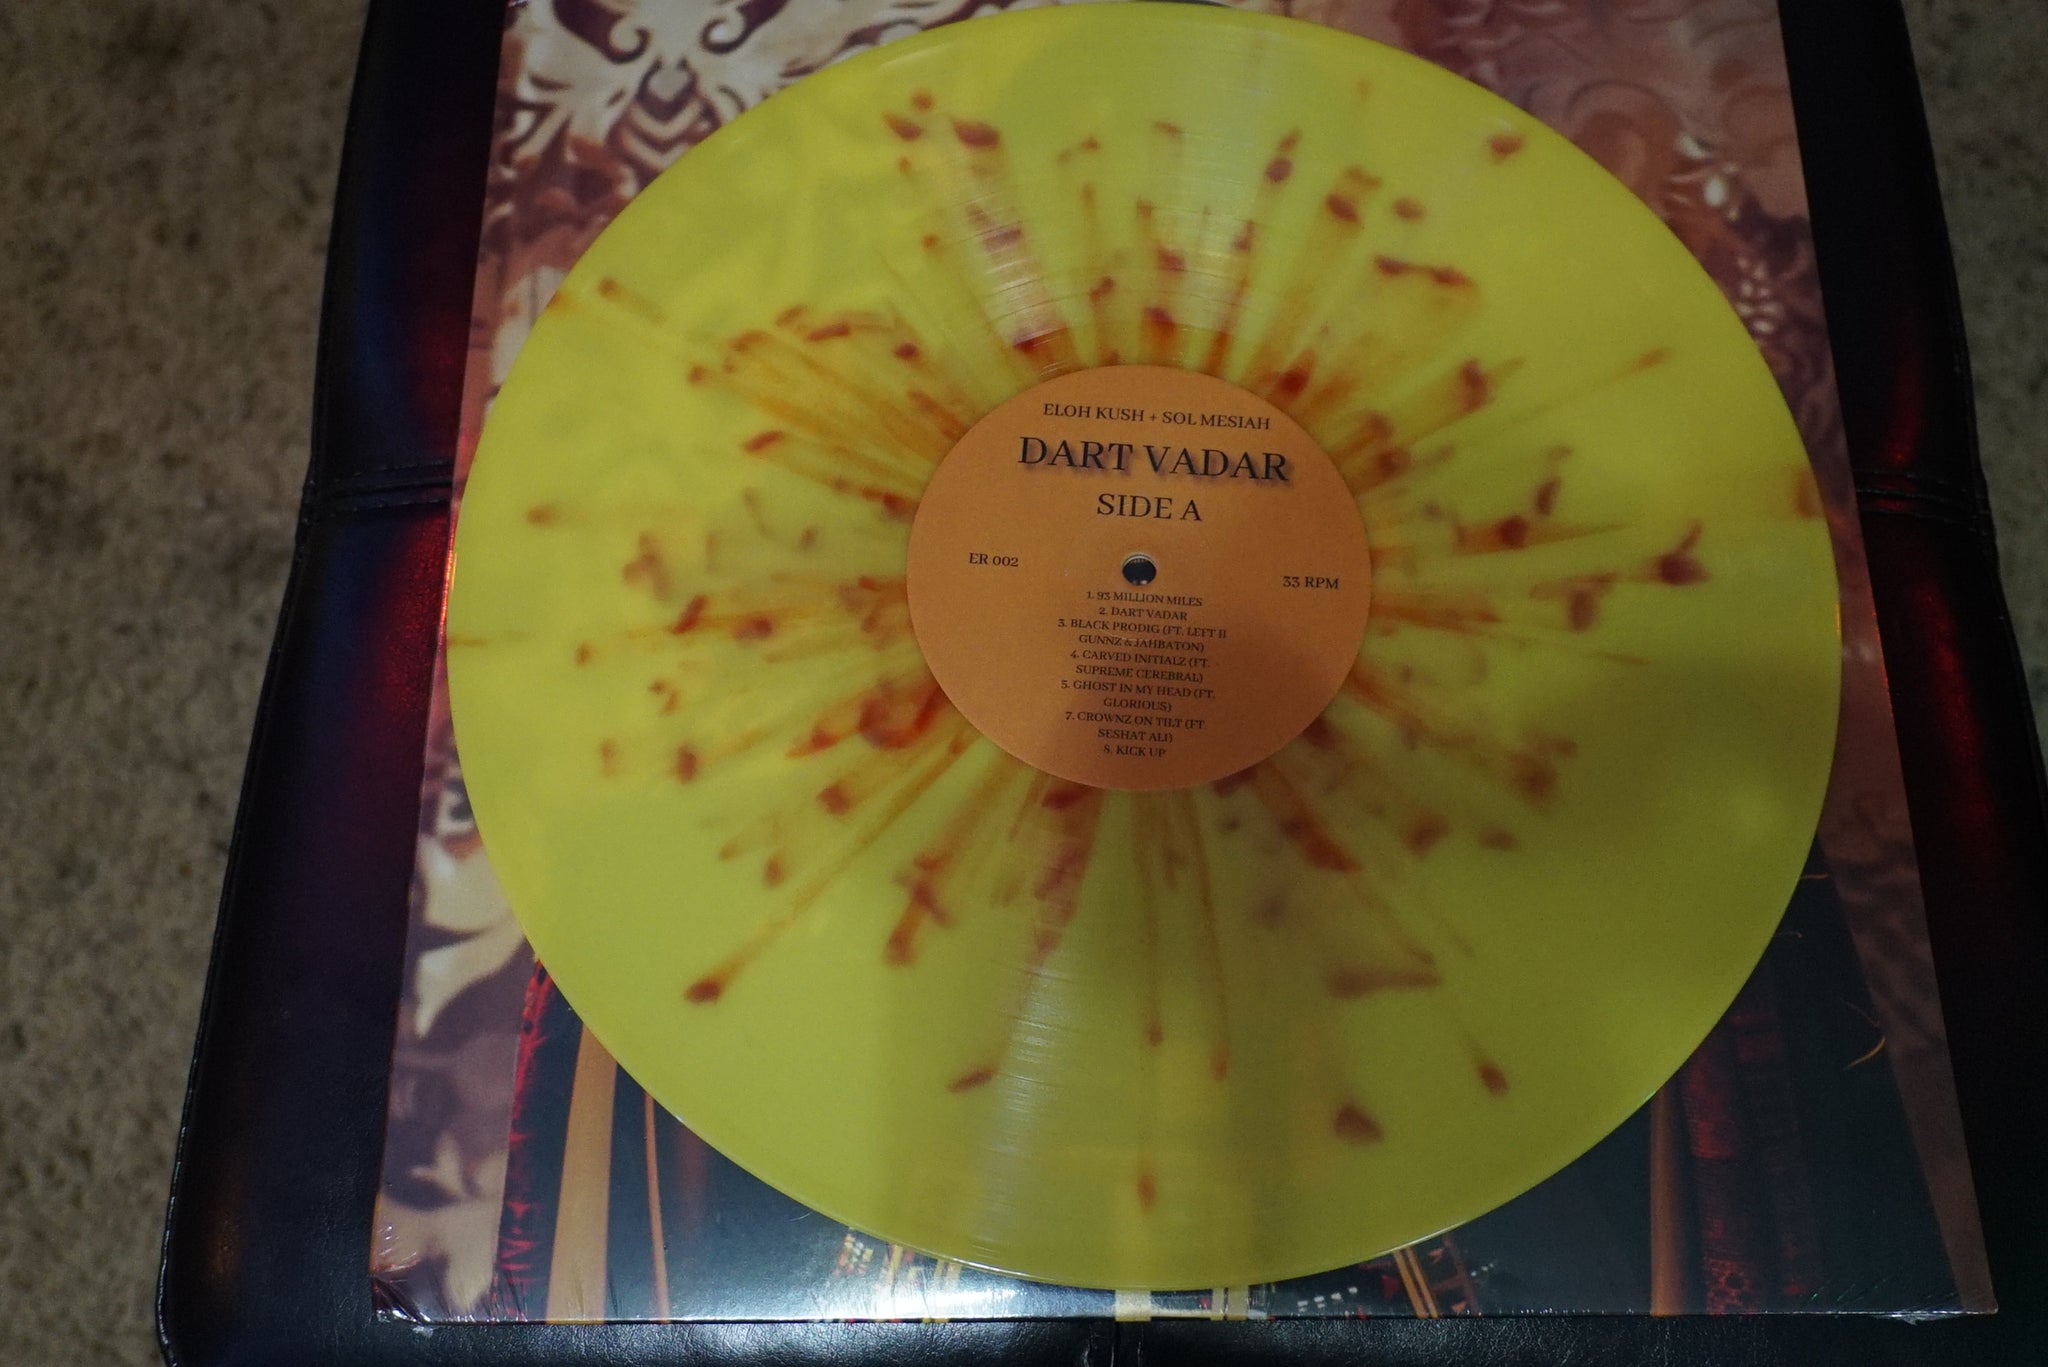 ELOH KUSH + SOL MESIAH
DART VADAR
SIDE A
ER 002
33 RPM
1. 93 MILLION MILES
2. DART VADAR
3. BLACK PRODIG (FT. LEFT II
GUNNZ & JAHBATON)
4. CARVED INITIALZ (FT.
SUPREME CEREBRAL)
5. GHOST IN MY HEAD (FT.
GLORIOUS)
7. CROWNZ ON TILT (FT
SESHAT ALI)
8. KICK UP